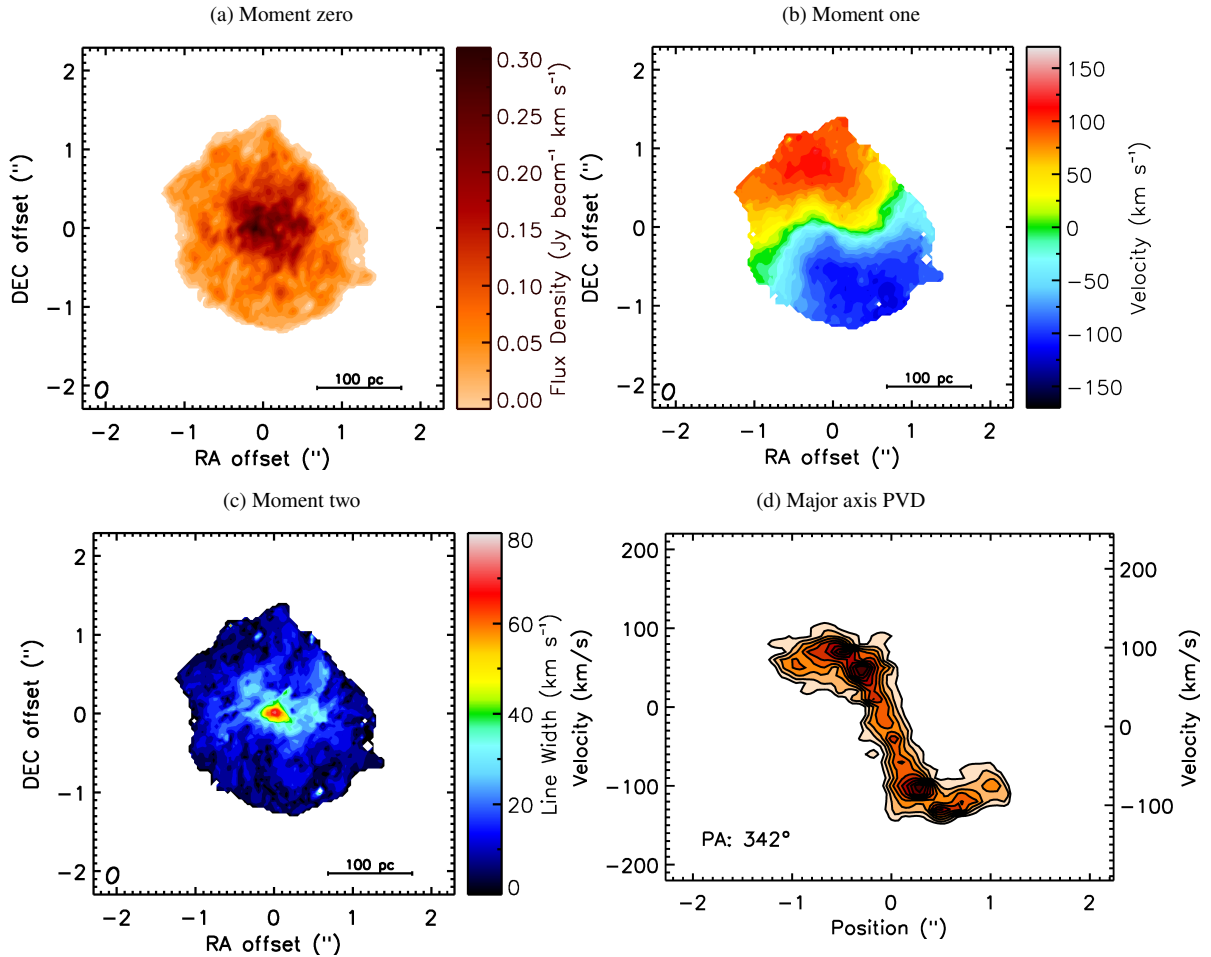 (a) Moment zero
2
1
0
−1
−2
DEC offset (")
100 pc
−2 −1 0 1 2
RA offset (")
0.30
0.25
0.20
0.15
0.10
0.05
0.00
Flux Density (Jy beam⁻¹ km s⁻¹)
(b) Moment one
2
1
0
−1
−2
DEC offset (")
100 pc
−2 −1 0 1 2
RA offset (")
150
100
50
0
−50
−100
−150
Velocity (km s⁻¹)
(c) Moment two
2
1
0
−1
−2
DEC offset (")
100 pc
−2 −1 0 1 2
RA offset (")
80
60
40
20
0
Line Width (km s⁻¹)
(d) Major axis PVD
200
100
0
−100
−200
Velocity (km/s)
PA: 342°
−2 −1 0 1 2
Position (")
200
100
0
−100
Velocity (km/s)